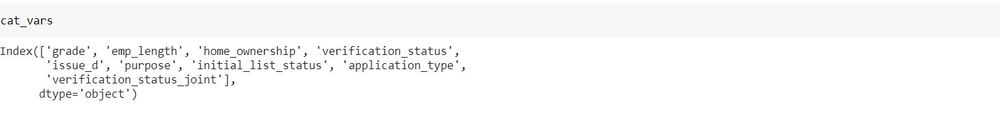 cat_vars
Index(['grade', 'emp_length', 'home_ownership', 'verification_status',
       'issue_d', 'purpose', 'initial_list_status', 'application_type',
       'verification_status_joint'],
      dtype='object')